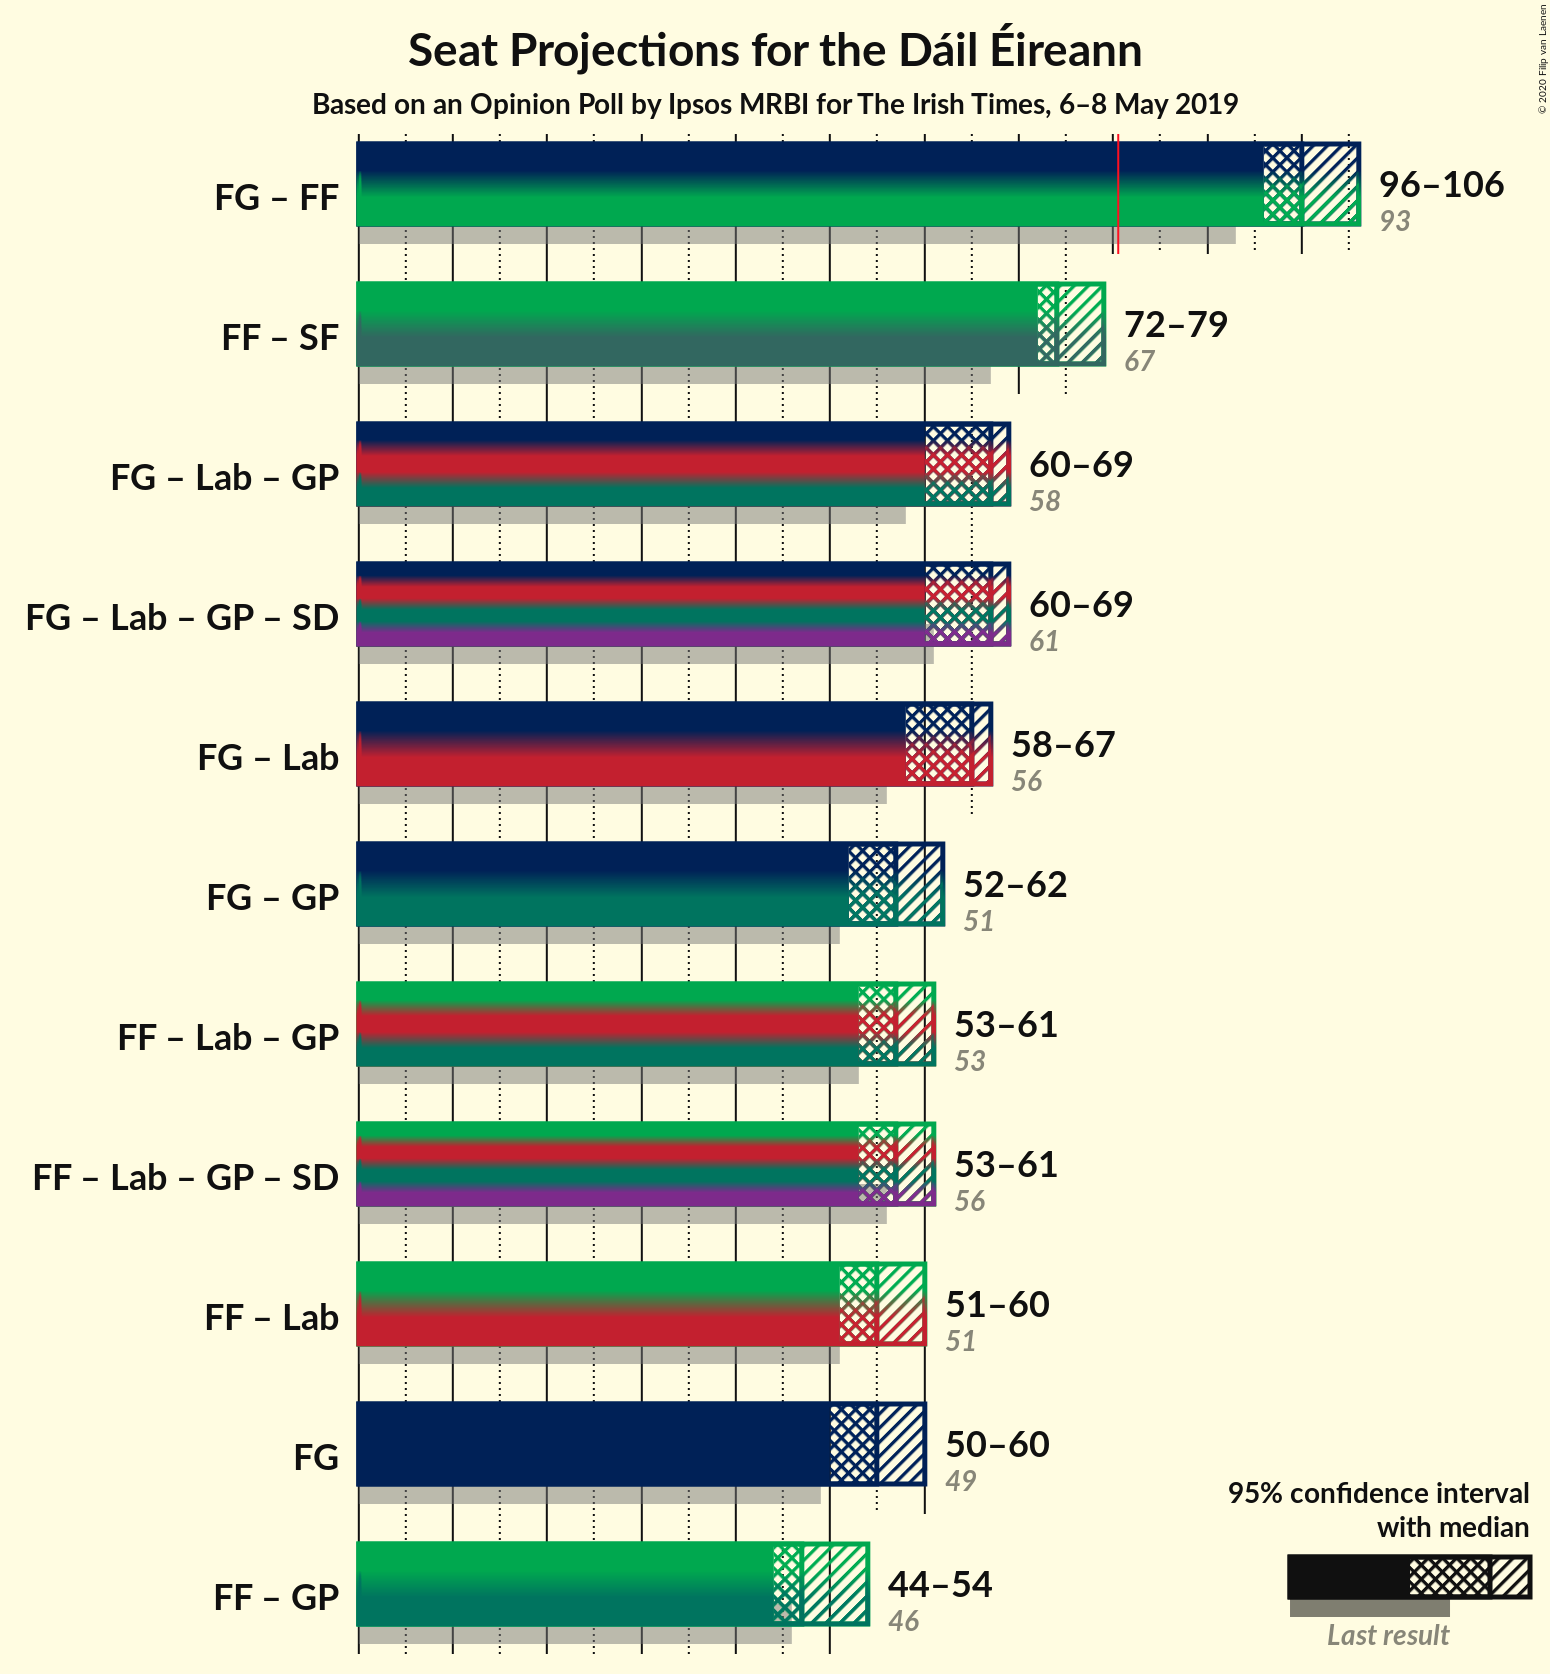 Seat Projections for the Dáil Éireann
Based on an Opinion Poll by Ipsos MRBI for The Irish Times, 6–8 May 2019
© 2020 Filip van Laenen
FG – FF
96–106
93
FF – SF
72–79
67
FG – Lab – GP
60–69
58
FG – Lab – GP – SD
60–69
61
FG – Lab
58–67
56
FG – GP
52–62
51
FF – Lab – GP
53–61
53
FF – Lab – GP – SD
53–61
56
FF – Lab
51–60
51
FG
50–60
49
FF – GP
44–54
46
95% confidence interval
with median
Last result